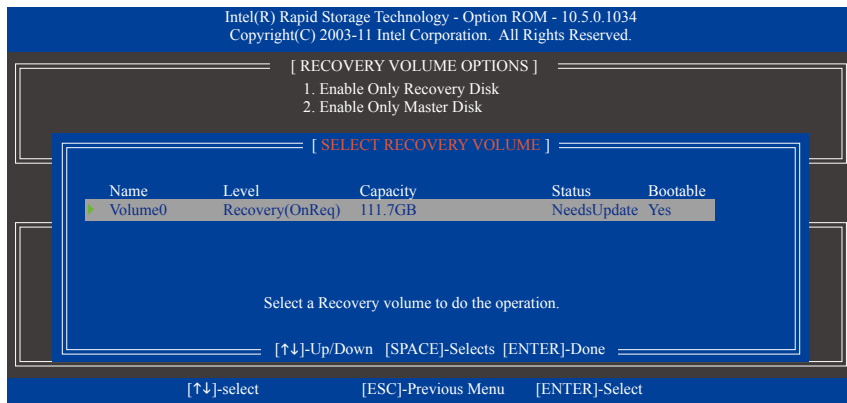 Intel(R) Rapid Storage Technology - Option ROM - 10.5.0.1034
Copyright(C) 2003-11 Intel Corporation.  All Rights Reserved.
[ RECOVERY VOLUME OPTIONS ]
1. Enable Only Recovery Disk
2. Enable Only Master Disk
[ SELECT RECOVERY VOLUME ]
Name Level Capacity Status Bootable
Volume0 Recovery(OnReq) 111.7GB NeedsUpdate Yes
Select a Recovery volume to do the operation.
[↑↓]-Up/Down [SPACE]-Selects [ENTER]-Done
[↑↓]-select [ESC]-Previous Menu [ENTER]-Select